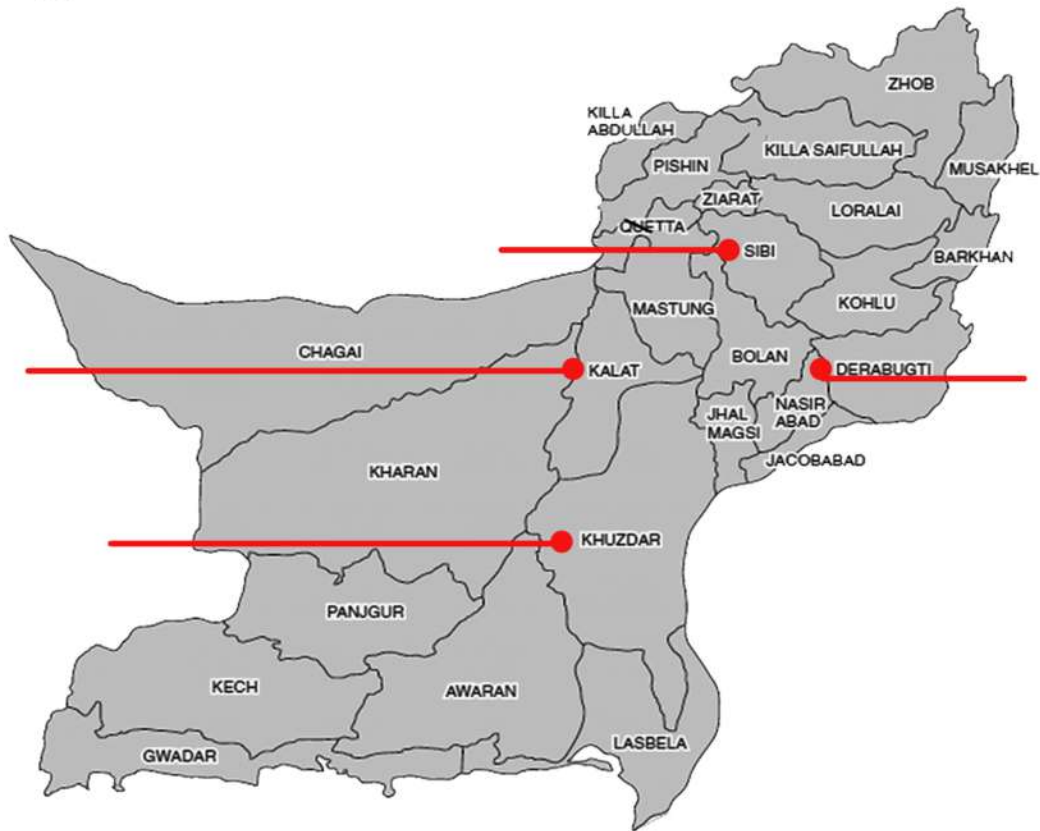 ZHOB
KILLA
ABDULLAH
KILLA SAIFULLAH
PISHIN
MUSAKHEL
ZIARAT
LORALAI
QUETTA
SIBI
BARKHAN
KOHLU
MASTUNG
CHAGAI
BOLAN
KALAT
DERABUGTI
NASIR
ABAD
JHAL
MAGSI
JACOBABAD
KHARAN
KHUZDAR
PANJGUR
KECH
AWARAN
LASBELA
GWADAR